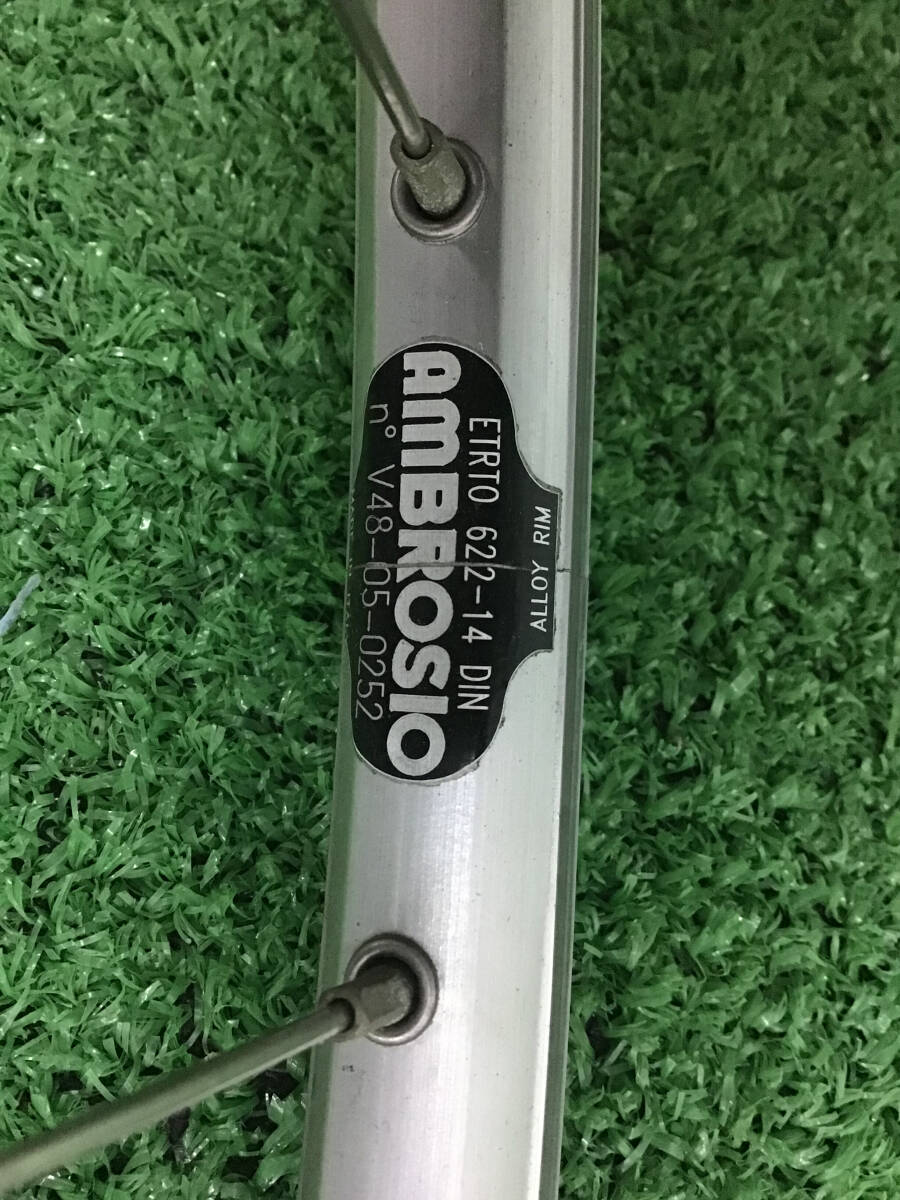 ALLOY RIM
ETRTO 622-14 DIN
AMBROSIO
n° V48-05-0252